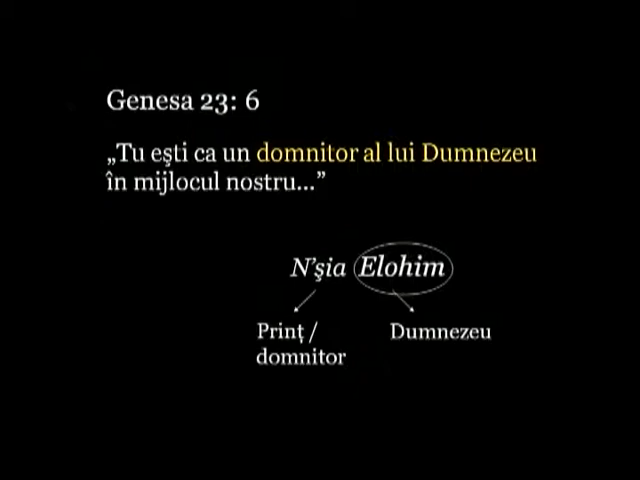 Genesa 23: 6
„Tu eşti ca un domnitor al lui Dumnezeu
în mijlocul nostru...”
N’şia Elohim
Prinţ / Dumnezeu
domnitor